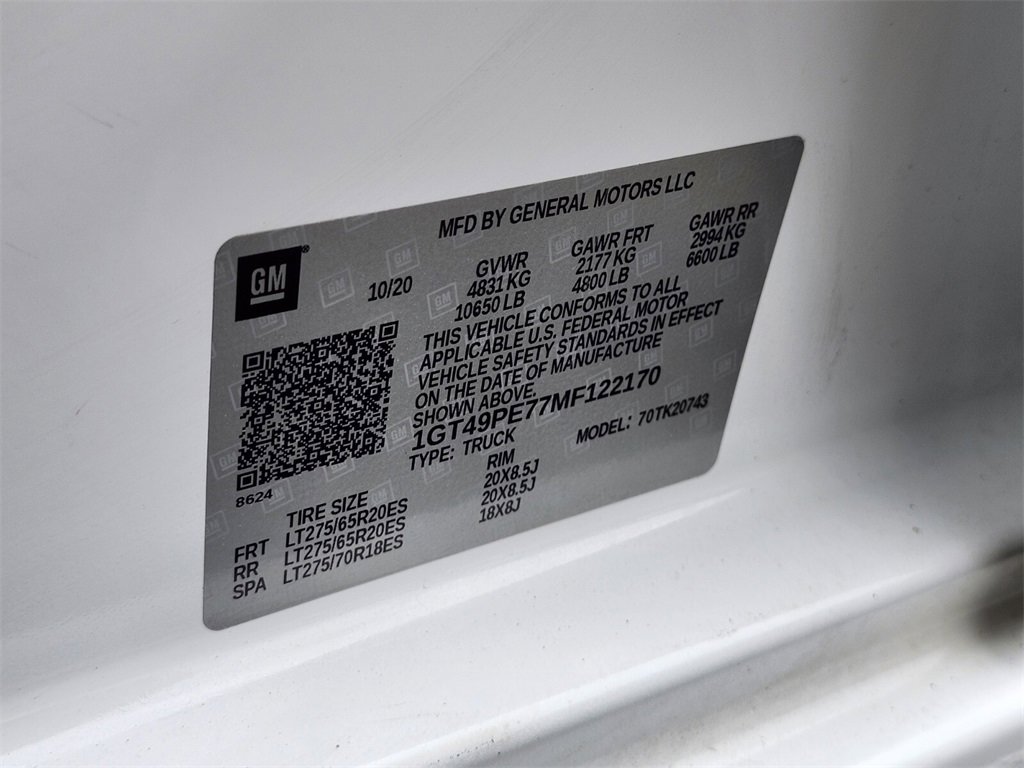 MFD BY GENERAL MOTORS LLC
GM®
10/20
GVWR
4831 KG
10650 LB
GAWR FRT
2177 KG
4800 LB
GAWR RR
2994 KG
6600 LB
THIS VEHICLE CONFORMS TO ALL
APPLICABLE U.S. FEDERAL MOTOR
VEHICLE SAFETY STANDARDS IN EFFECT
ON THE DATE OF MANUFACTURE
SHOWN ABOVE.
1GT49PE77MF122170
TYPE: TRUCK MODEL: 70TK20743
8624
TIRE SIZE RIM
FRT LT275/65R20ES 20X8.5J
RR LT275/65R20ES 20X8.5J
SPA LT275/70R18ES 18X8J